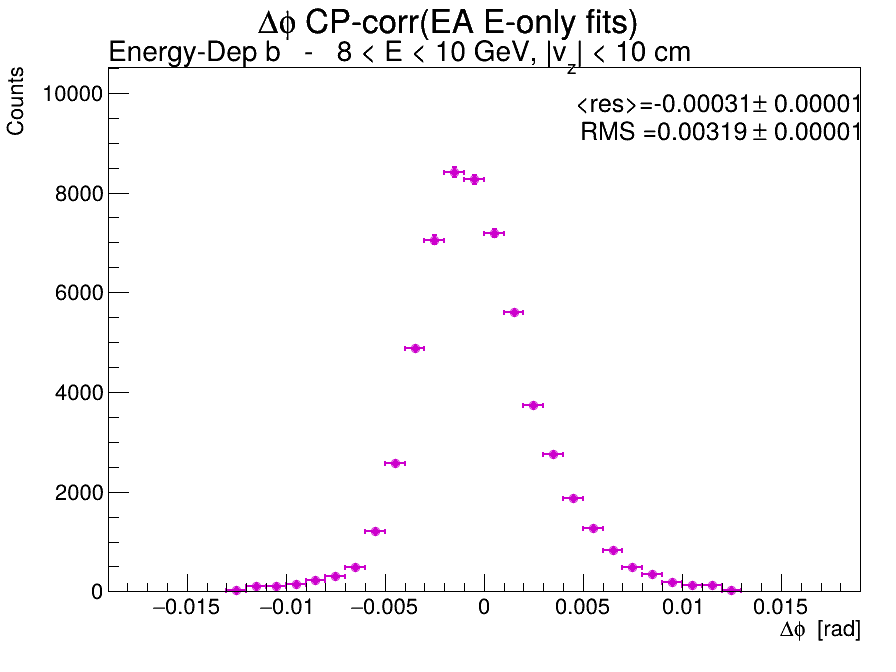 Δϕ CP-corr(EA E-only fits)
Energy-Dep b - 8 < E < 10 GeV, |v_z| < 10 cm
Counts
<res>=-0.00031± 0.00001
RMS =0.00319 ± 0.00001
10000
8000
6000
4000
2000
0
−0.015 −0.01 −0.005 0 0.005 0.01 0.015
Δϕ [rad]